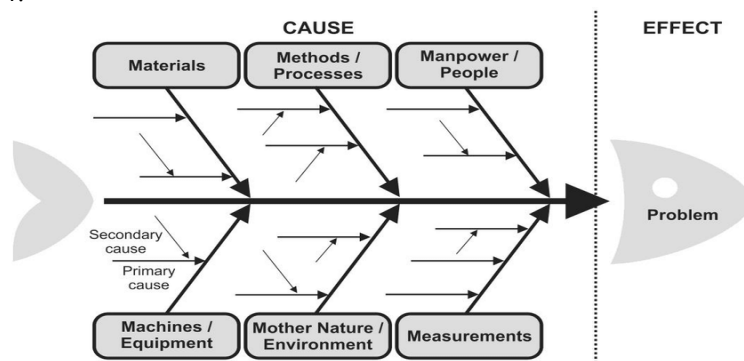 CAUSE
EFFECT
Materials
Methods /
Processes
Manpower /
People
Problem
Secondary
cause
Primary
cause
Machines /
Equipment
Mother Nature /
Environment
Measurements